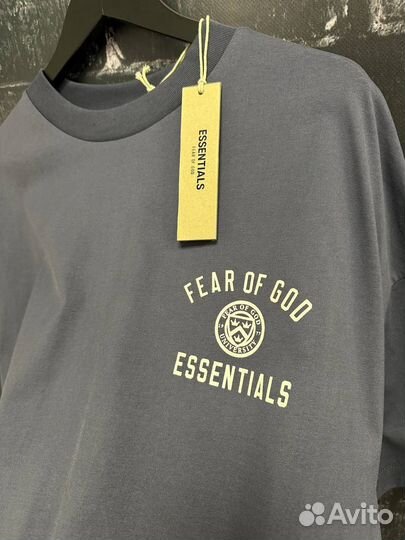 ESSENTIALS
FEAR OF GOD
FEAR OF GOD
FEAR OF GOD
UNIVERSITY
ESSENTIALS
Avito